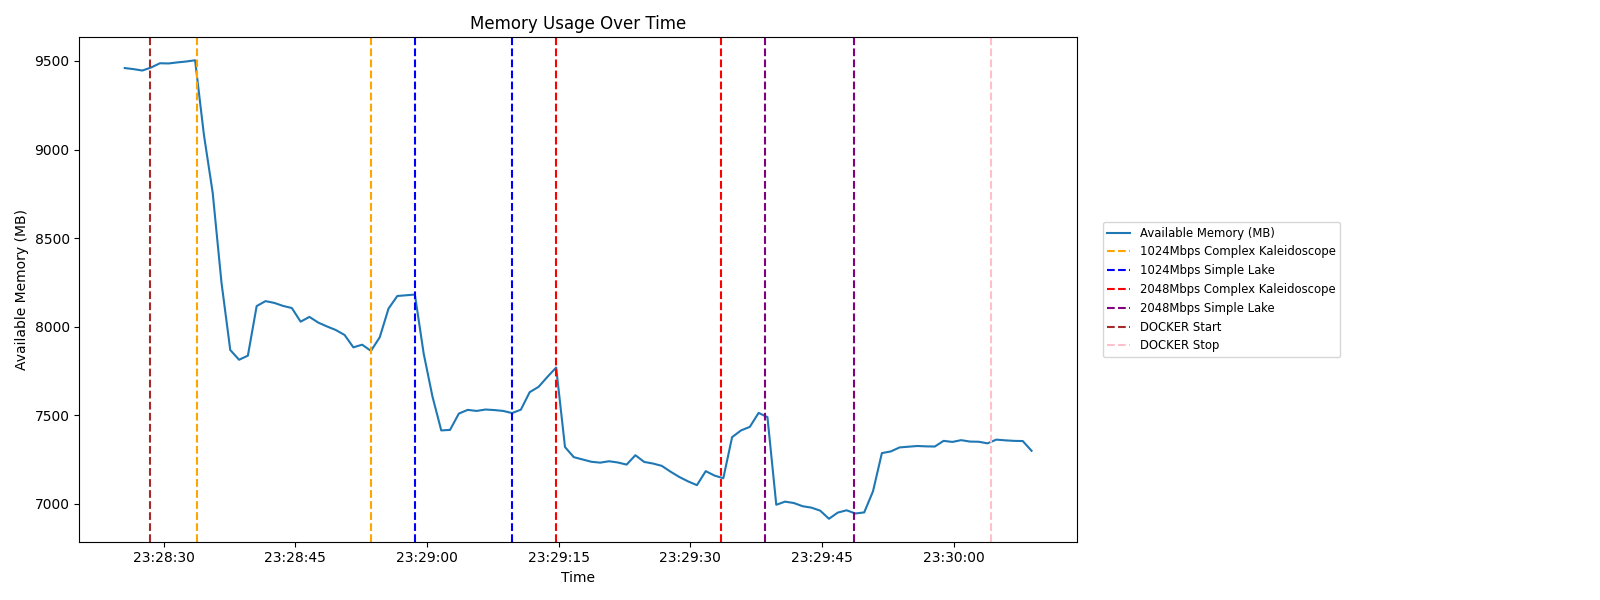 Memory Usage Over Time
Available Memory (MB)
9500
9000
8500
8000
7500
7000
23:28:30
23:28:45
23:29:00
23:29:15
23:29:30
23:29:45
23:30:00
Time
Available Memory (MB)
1024Mbps Complex Kaleidoscope
1024Mbps Simple Lake
2048Mbps Complex Kaleidoscope
2048Mbps Simple Lake
DOCKER Start
DOCKER Stop